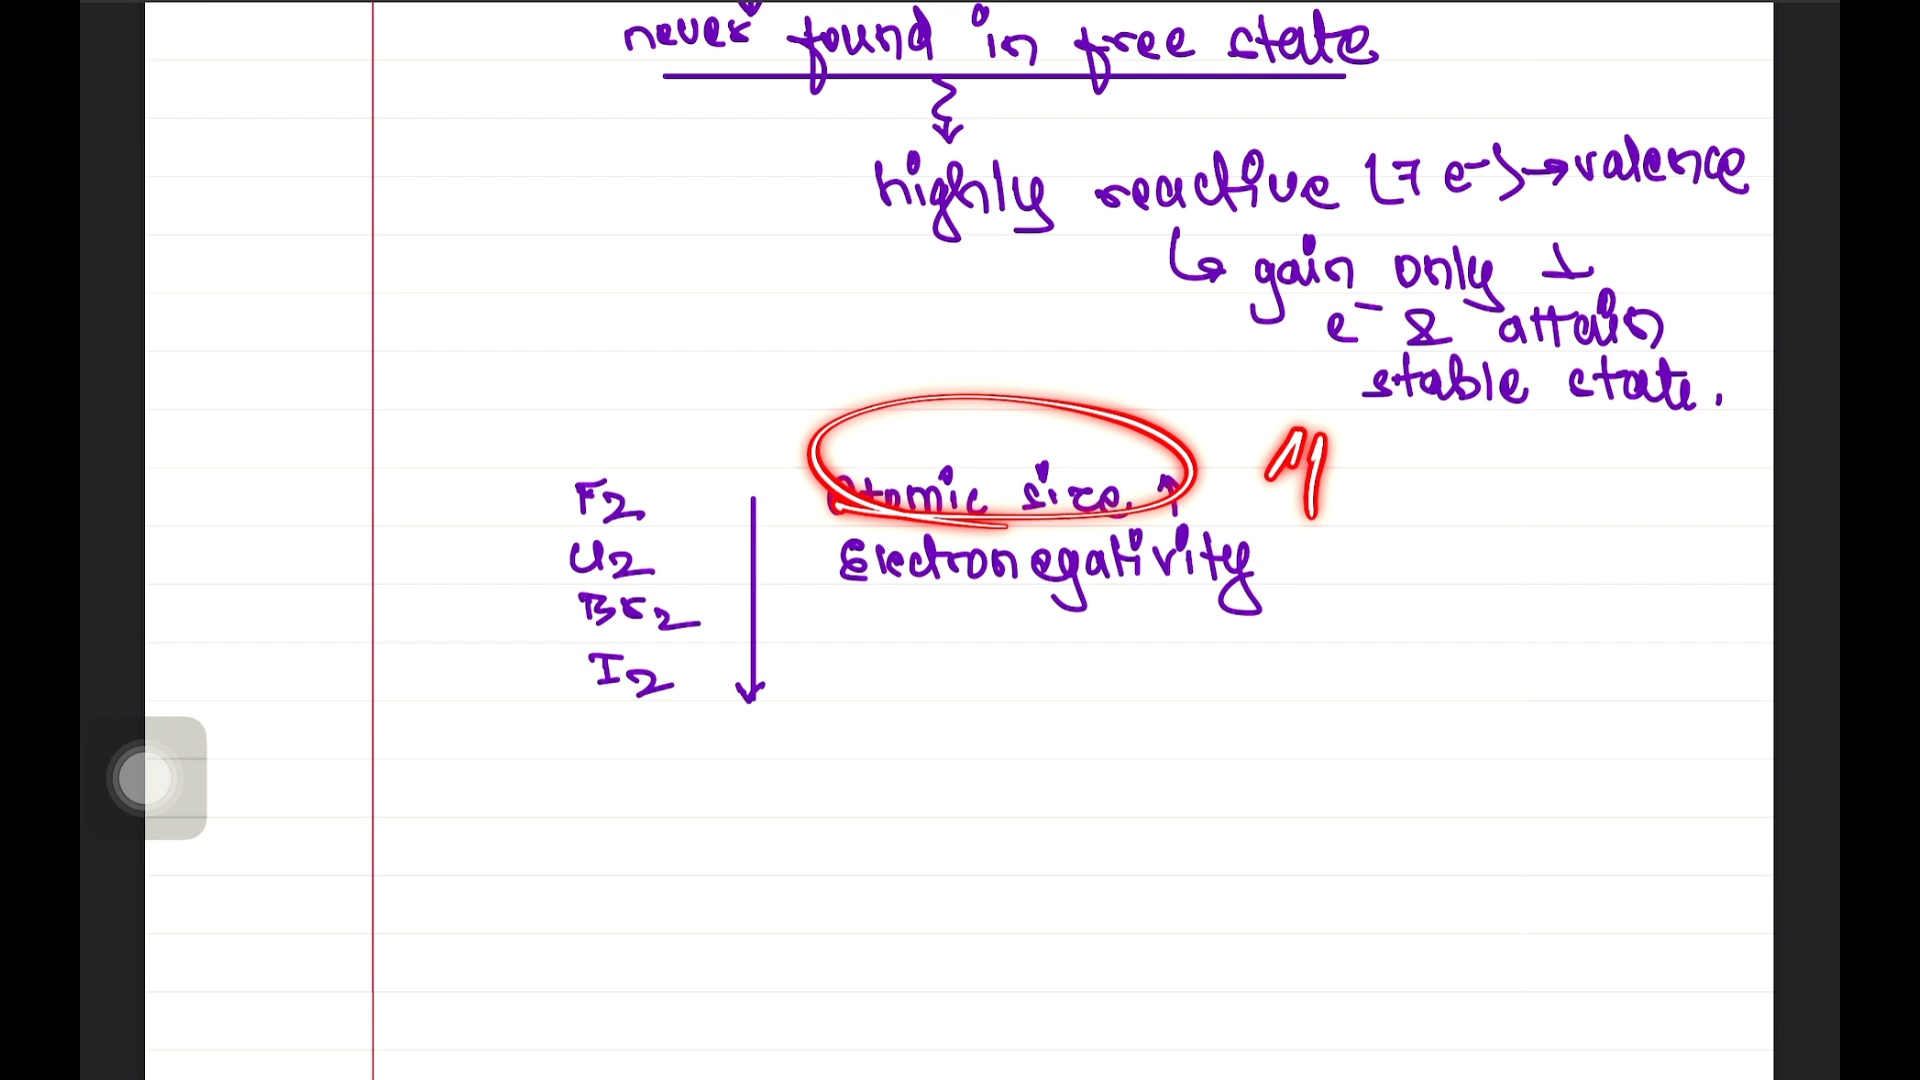 never found in free state
highly reactive (7 e⁻) → valence
↳ gain only 1
e⁻ & attain
stable state.
F2
Cl2
Br2
I2
Atomic size ↑
Electronegativity